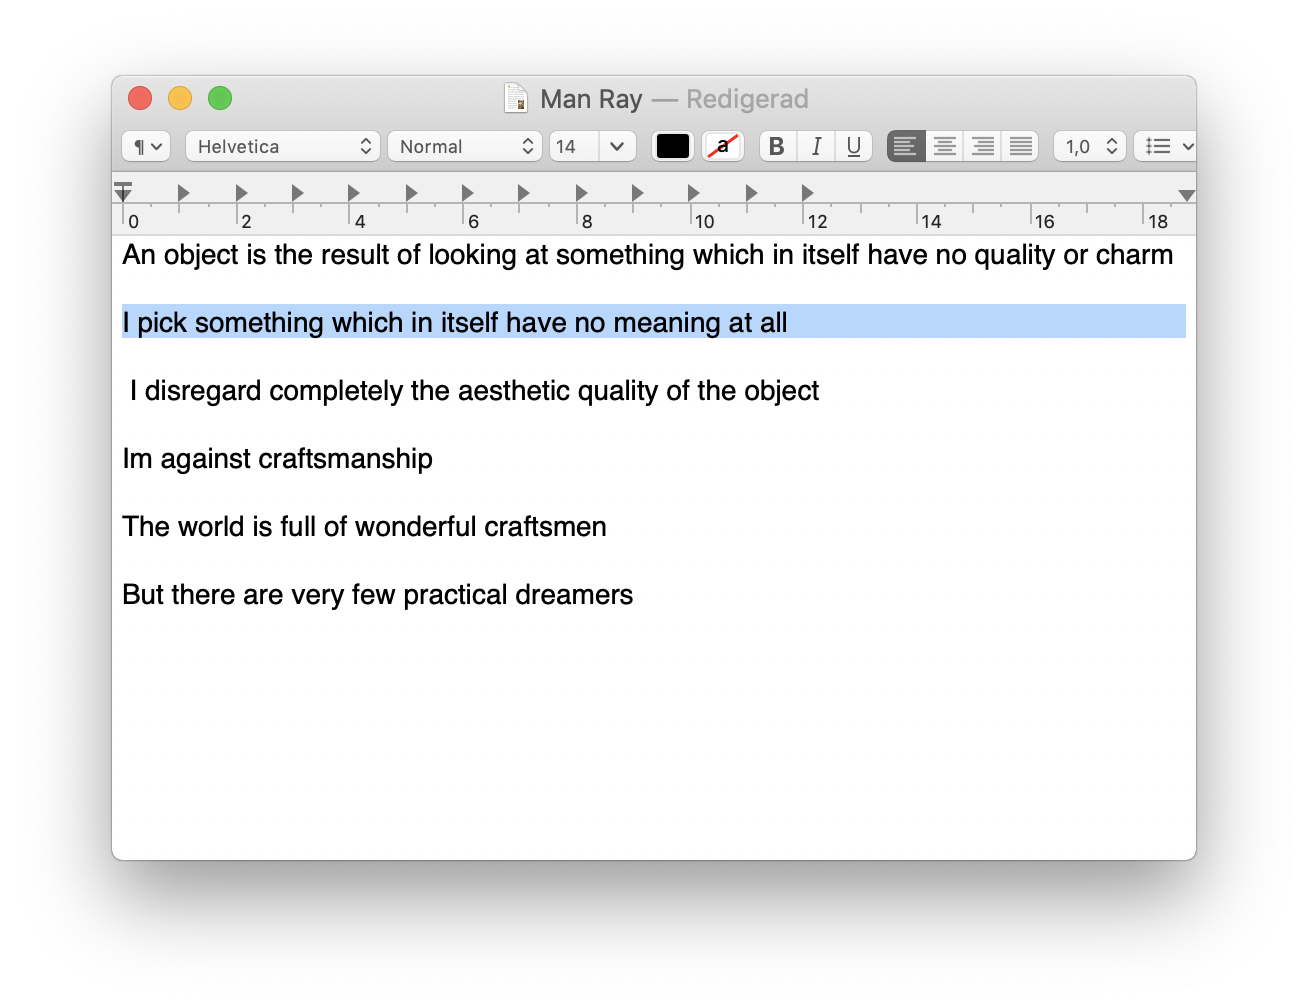 Man Ray — Redigerad
¶ Helvetica Normal 14 a B I U 1,0
0 2 4 6 8 10 12 14 16 18
An object is the result of looking at something which in itself have no quality or charm
I pick something which in itself have no meaning at all
I disregard completely the aesthetic quality of the object
Im against craftsmanship
The world is full of wonderful craftsmen
But there are very few practical dreamers